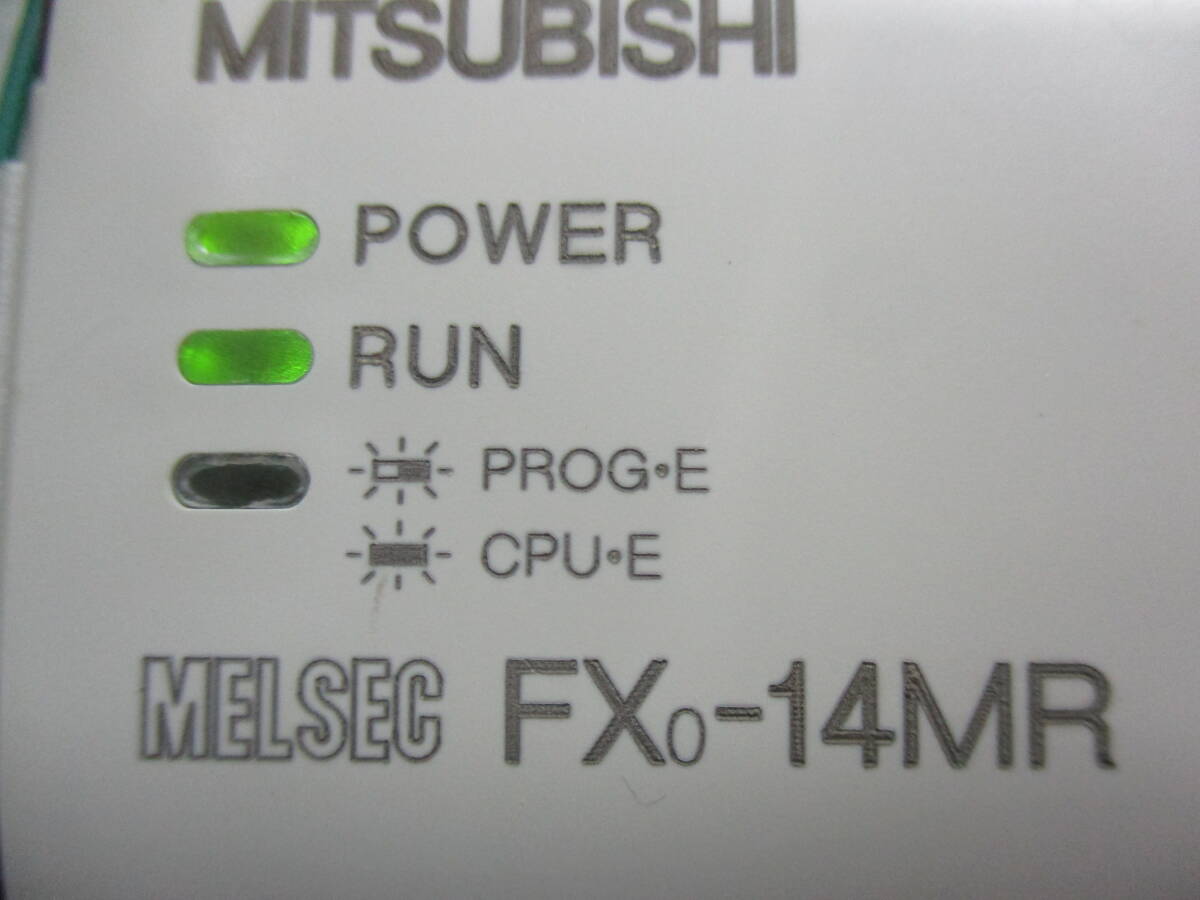 MITSUBISHI
POWER
RUN
PROG•E
CPU•E
MELSEC FX0-14MR